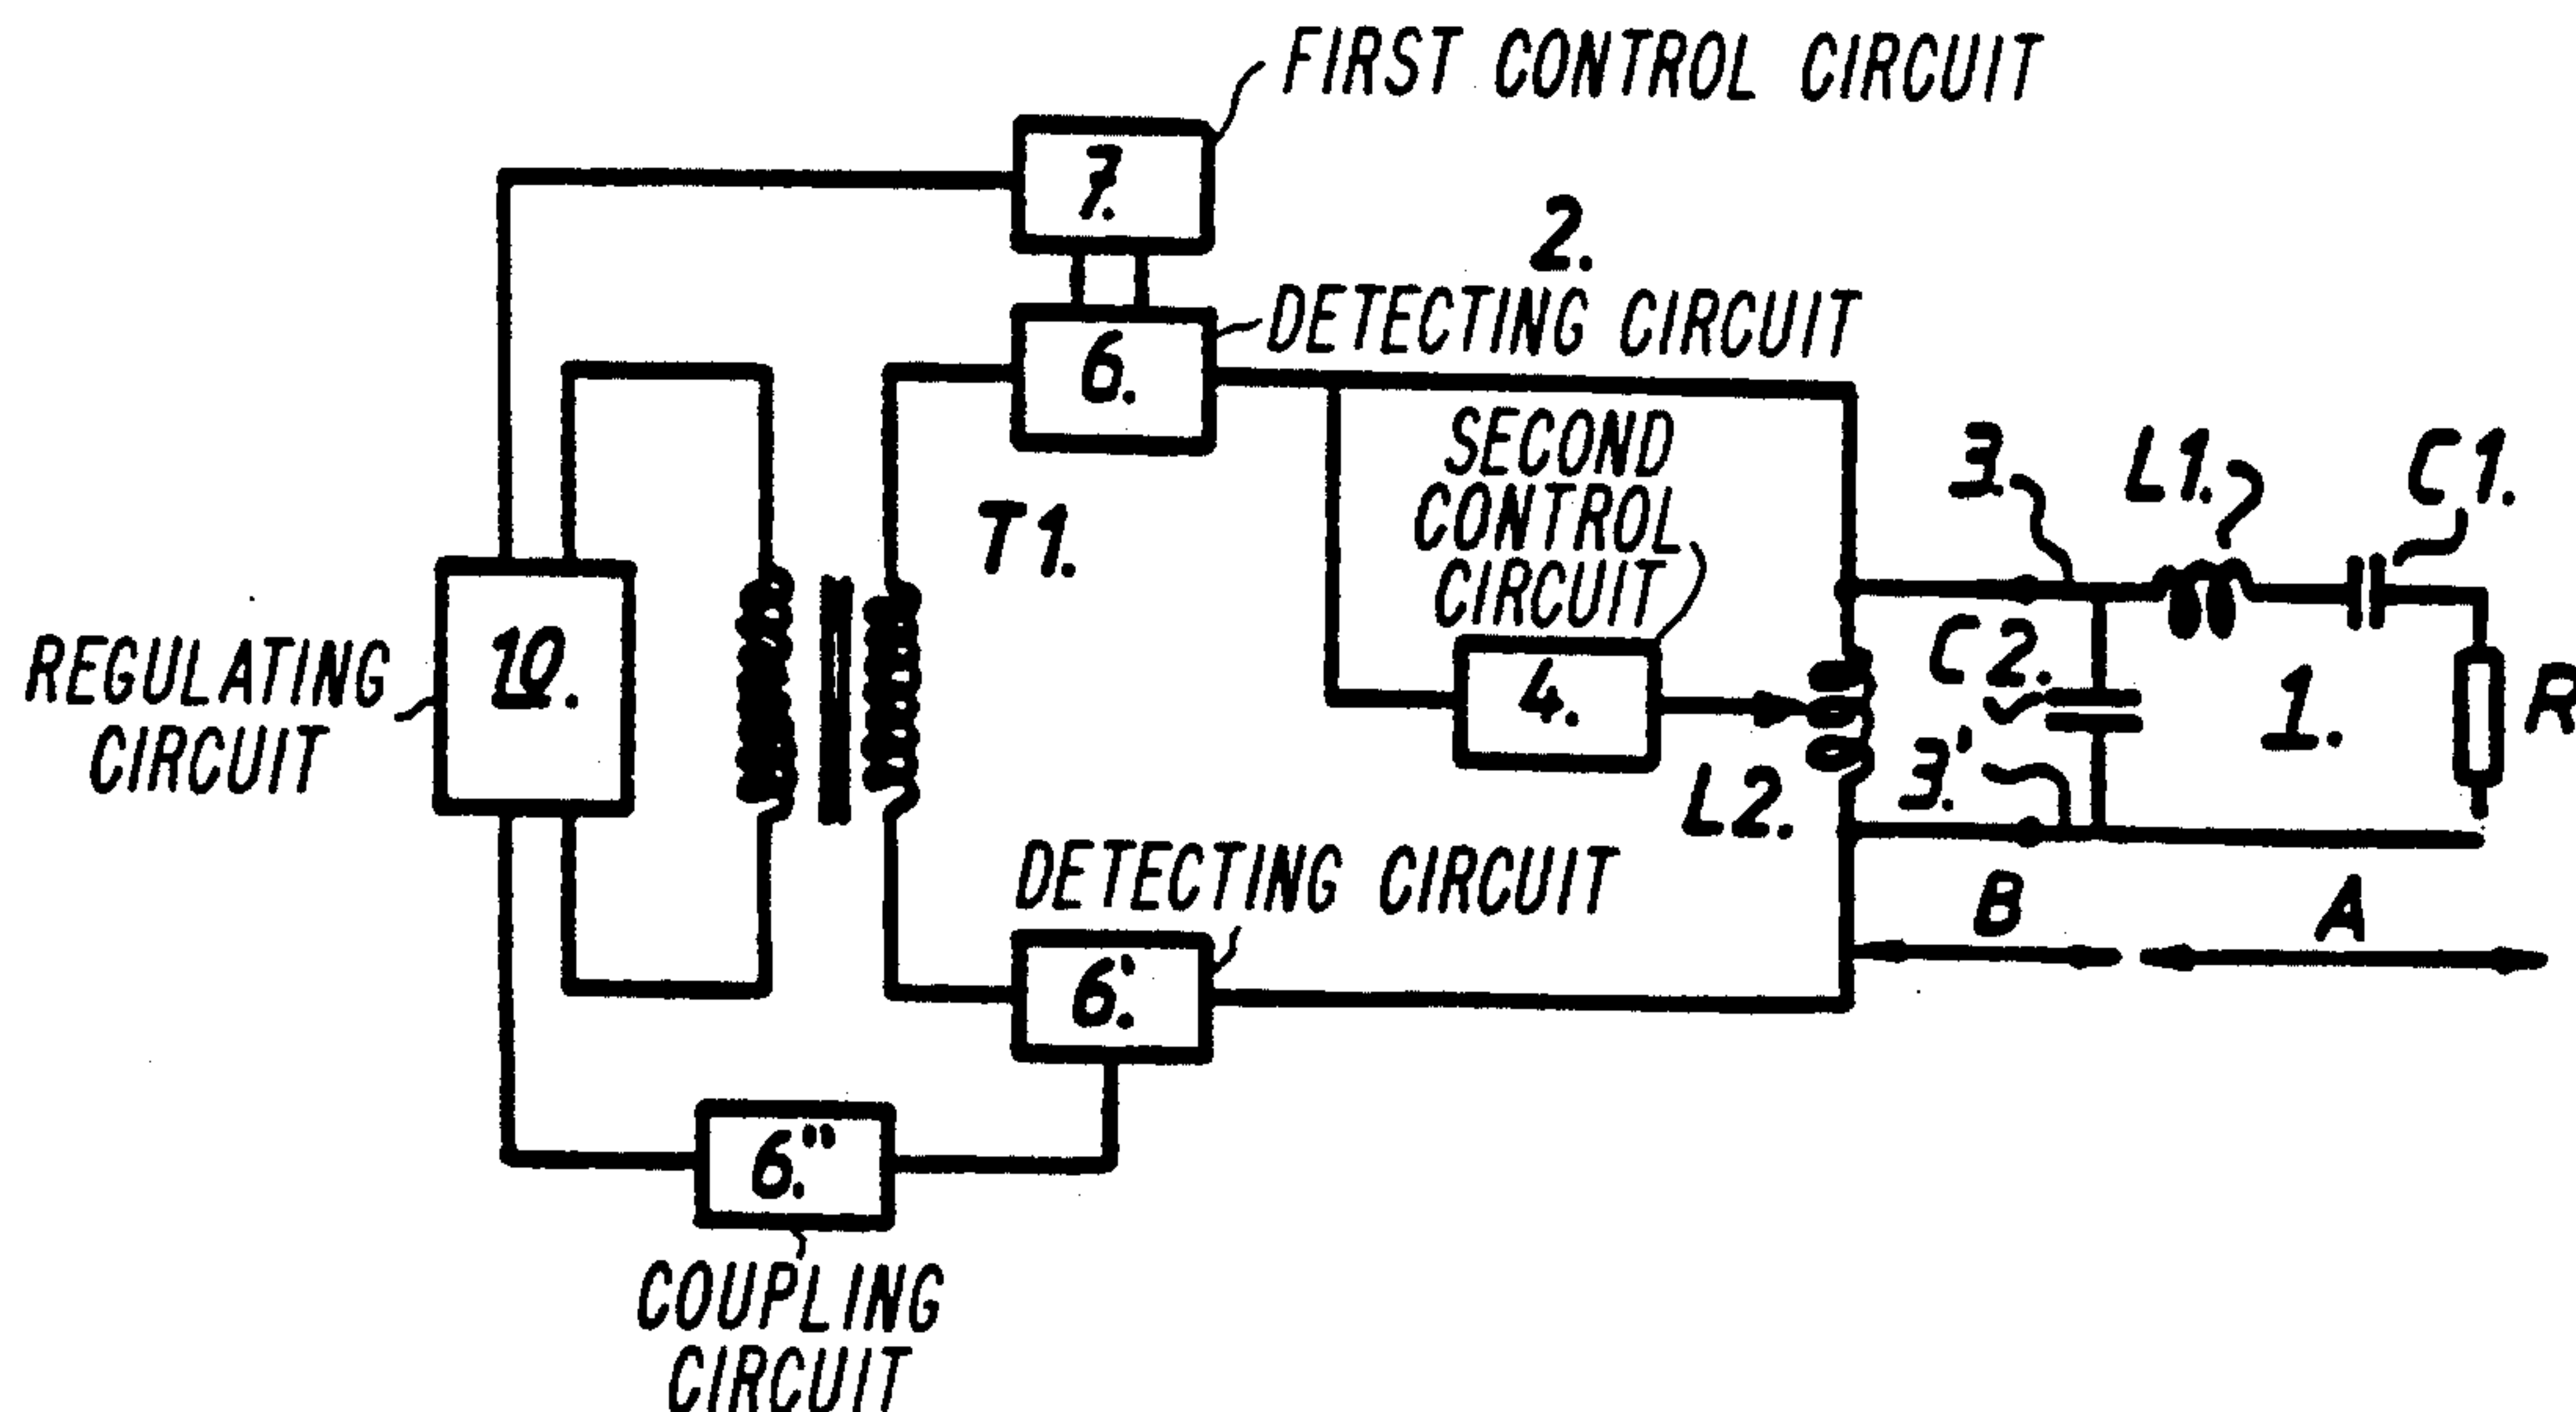 FIRST CONTROL CIRCUIT
7.
2.
DETECTING CIRCUIT
6.
SECOND
CONTROL
CIRCUIT
3.
L1.
C1.
T1.
REGULATING
CIRCUIT
10.
4.
C2.
1.
R
3'.
L2.
DETECTING CIRCUIT
B
A
6'.
6."
COUPLING
CIRCUIT